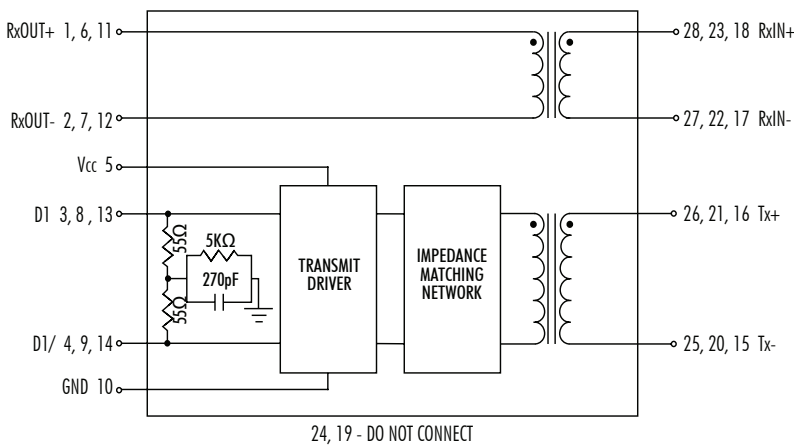 RxOUT+ 1, 6, 11
28, 23, 18 RxIN+
RxOUT- 2, 7, 12
27, 22, 17 RxIN-
Vcc 5
D1 3, 8 , 13
26, 21, 16 Tx+
55Ω
5KΩ
270pF
55Ω
TRANSMIT
DRIVER
IMPEDANCE
MATCHING
NETWORK
D1/ 4, 9, 14
25, 20, 15 Tx-
GND 10
24, 19 - DO NOT CONNECT